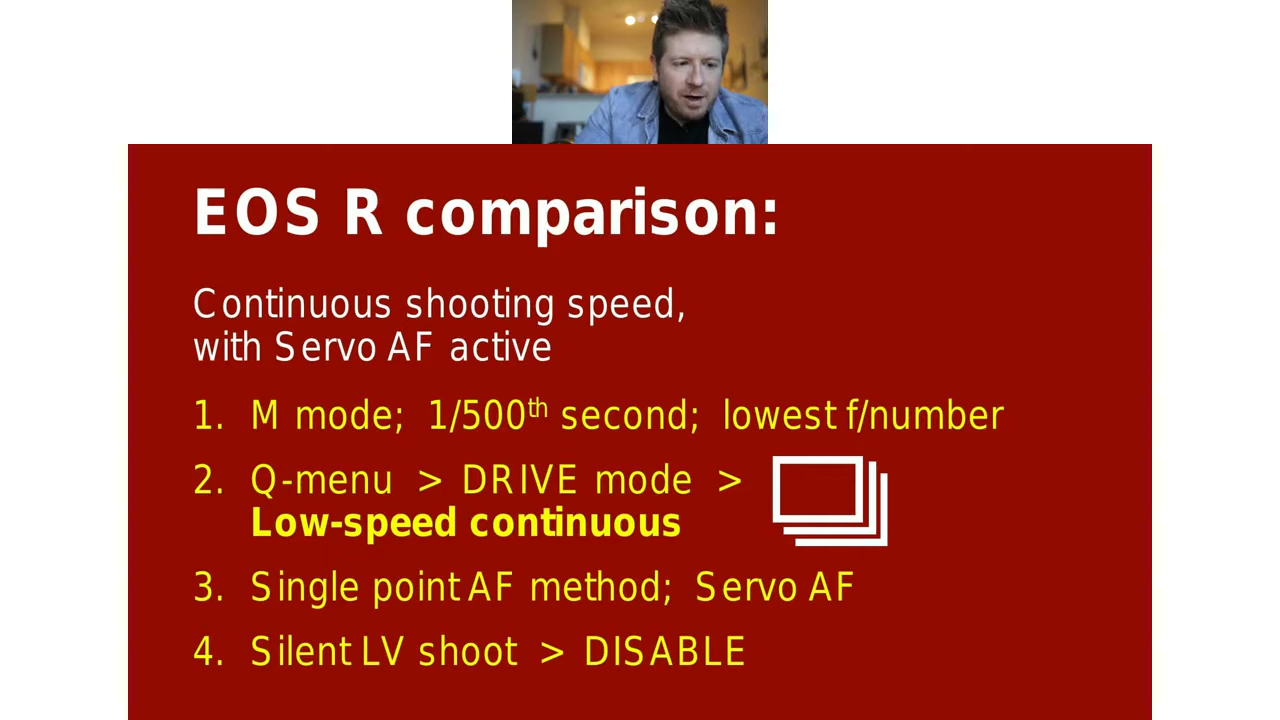 EOS R comparison:
Continuous shooting speed,
with Servo AF active
1. M mode; 1/500th second; lowest f/number
2. Q-menu > DRIVE mode >
Low-speed continuous
3. Single point AF method; Servo AF
4. Silent LV shoot > DISABLE